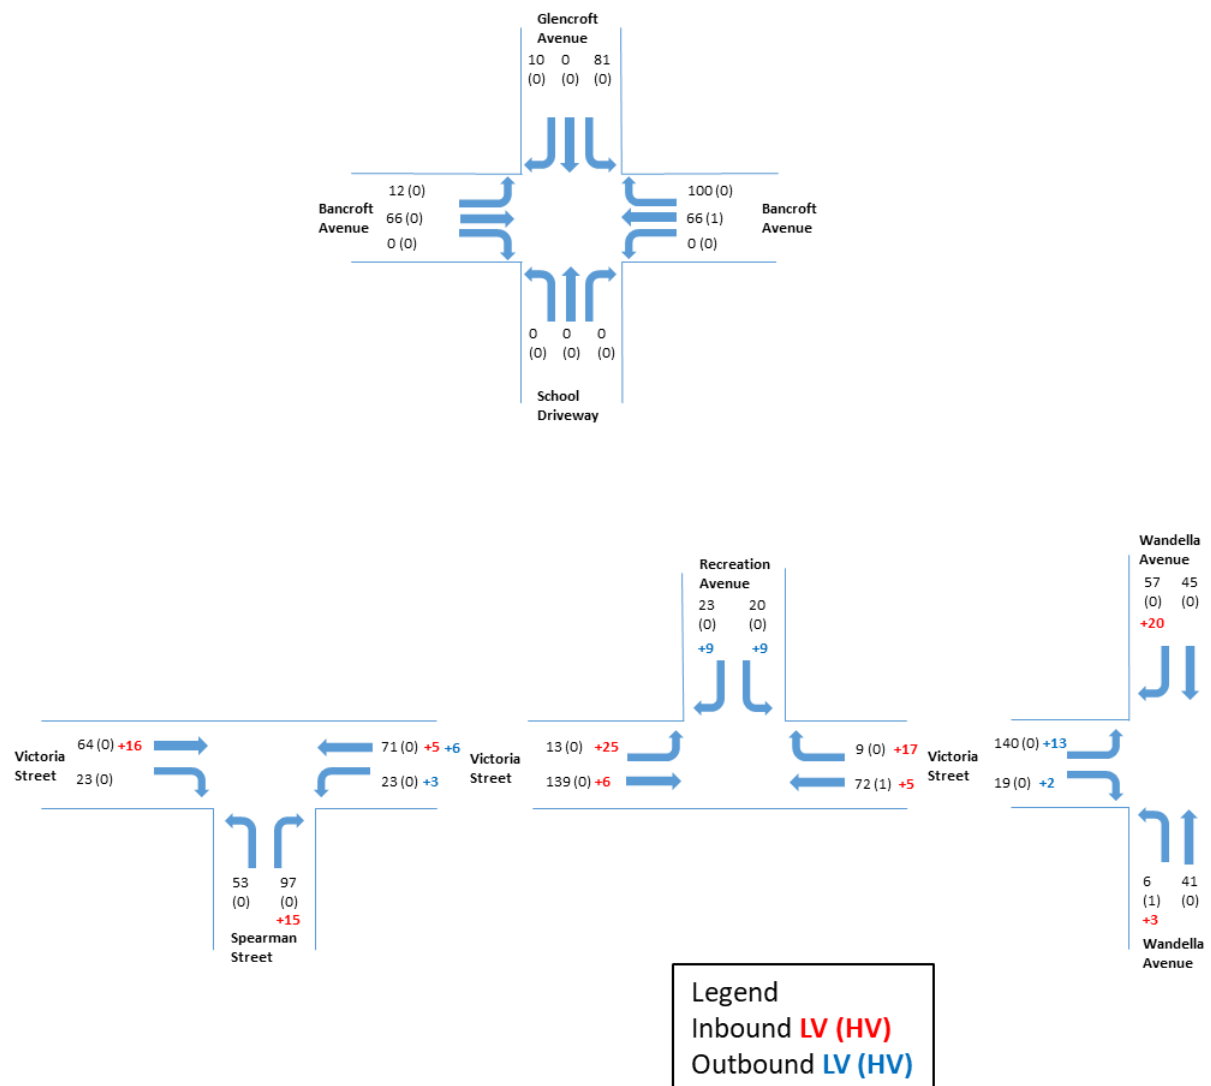 Glencroft
Avenue
10 0 81
(0) (0) (0)
12 (0)
66 (0)
0 (0)
Bancroft
Avenue
100 (0)
66 (1)
0 (0)
Bancroft
Avenue
0 0 0
(0) (0) (0)
School
Driveway
Recreation
Avenue
23 20
(0) (0)
+9 +9
Wandella
Avenue
57 45
(0) (0)
+20
Victoria
Street
64 (0) +16
23 (0)
71 (0) +5 +6
23 (0) +3
53 97
(0) (0)
+15
Spearman
Street
Victoria
Street
13 (0) +25
139 (0) +6
9 (0) +17
72 (1) +5
Victoria
Street
140 (0) +13
19 (0) +2
6 41
(1) (0)
+3
Wandella
Avenue
Legend
Inbound LV (HV)
Outbound LV (HV)